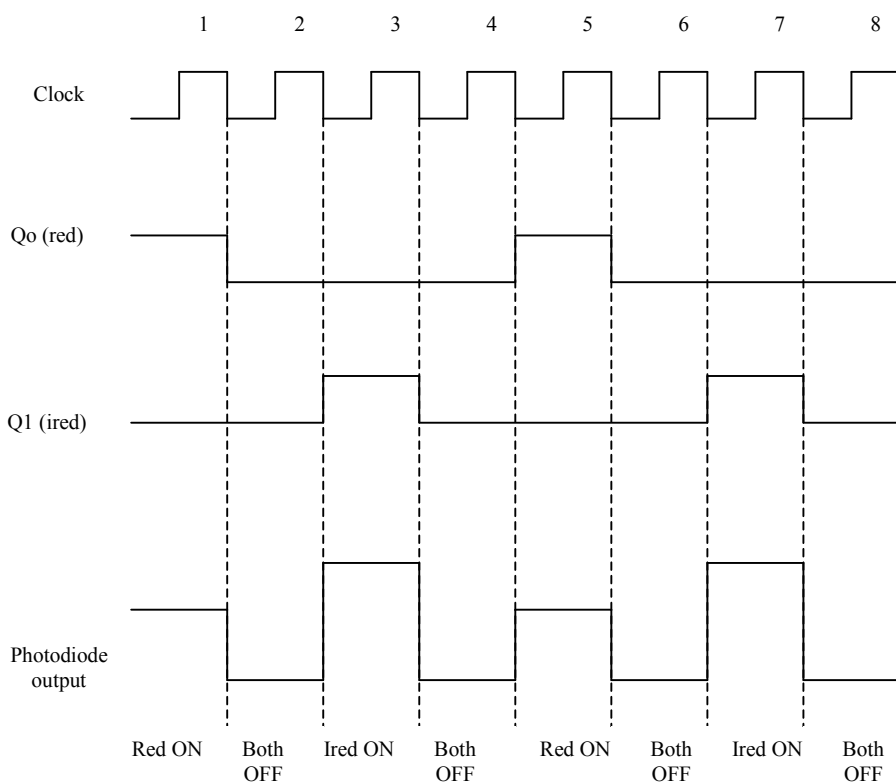 1 2 3 4 5 6 7 8
Clock
Qo (red)
Q1 (ired)
Photodiode
output
Red ON Both Ired ON Both Red ON Both Ired ON Both
OFF OFF OFF OFF